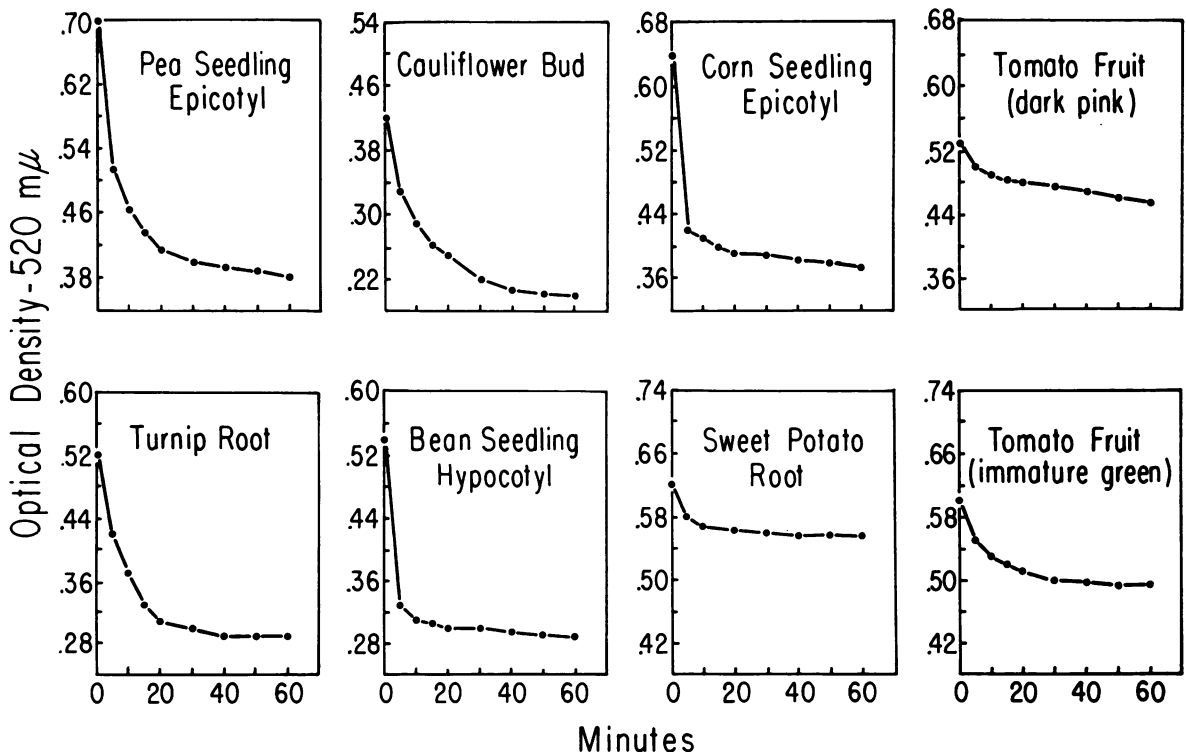 Optical Density-520 mμ
.70
.62
.54
.46
.38
Pea Seedling
Epicotyl
.54
.46
.38
.30
.22
Cauliflower Bud
.68
.60
.52
.44
.36
Corn Seedling
Epicotyl
.68
.60
.52
.44
.36
Tomato Fruit
(dark pink)
.60
.52
.44
.36
.28
Turnip Root
0 20 40 60
.60
.52
.44
.36
.28
Bean Seedling
Hypocotyl
0 20 40 60
.74
.66
.58
.50
.42
Sweet Potato
Root
0 20 40 60
.74
.66
.58
.50
.42
Tomato Fruit
(immature green)
0 20 40 60
Minutes